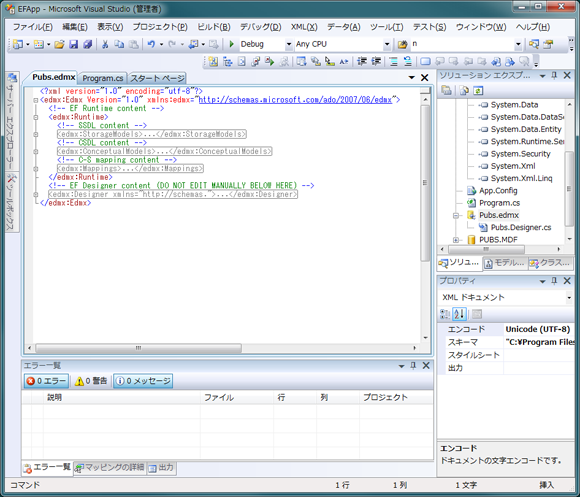 EFApp - Microsoft Visual Studio (管理者)
ファイル(F) 編集(E) 表示(V) プロジェクト(P) ビルド(B) デバッグ(D) XML(X) データ(A) ツール(T) テスト(S) ウィンドウ(W) ヘルプ(H)
Debug Any CPU n
Pubs.edmx Program.cs スタート ページ
サーバー エクスプローラー
ツールボックス
<?xml version="1.0" encoding="utf-8"?>
<edmx:Edmx Version="1.0" xmlns:edmx="http://schemas.microsoft.com/ado/2007/06/edmx">
<!-- EF Runtime content -->
<edmx:Runtime>
<!-- SSDL content -->
<edmx:StorageModels>...</edmx:StorageModels>
<!-- CSDL content -->
<edmx:ConceptualModels>...</edmx:ConceptualModels>
<!-- C-S mapping content -->
<edmx:Mappings>...</edmx:Mappings>
</edmx:Runtime>
<!-- EF Designer content (DO NOT EDIT MANUALLY BELOW HERE) -->
<edmx:Designer xmlns="http://schemas.">...</edmx:Designer>
</edmx:Edmx>
ソリューション エクスプ...
System.Data
System.Data.DataSe
System.Data.Entity
System.Runtime.Ser
System.Security
System.Xml
System.Xml.Linq
App.Config
Program.cs
Pubs.edmx
Pubs.Designer.cs
PUBS.MDF
ソリュ... モデル... クラス...
プロパティ
XML ドキュメント
エンコード Unicode (UTF-8)
スキーマ "C:¥Program Files
スタイルシート
出力
エンコード
ドキュメントの文字エンコードです。
エラー一覧
0 エラー 0 警告 0 メッセージ
説明 ファイル 行 列 プロジェクト
エラー一覧 マッピングの詳細 出力
コマンド 1 行 1 列 1 文字 挿入